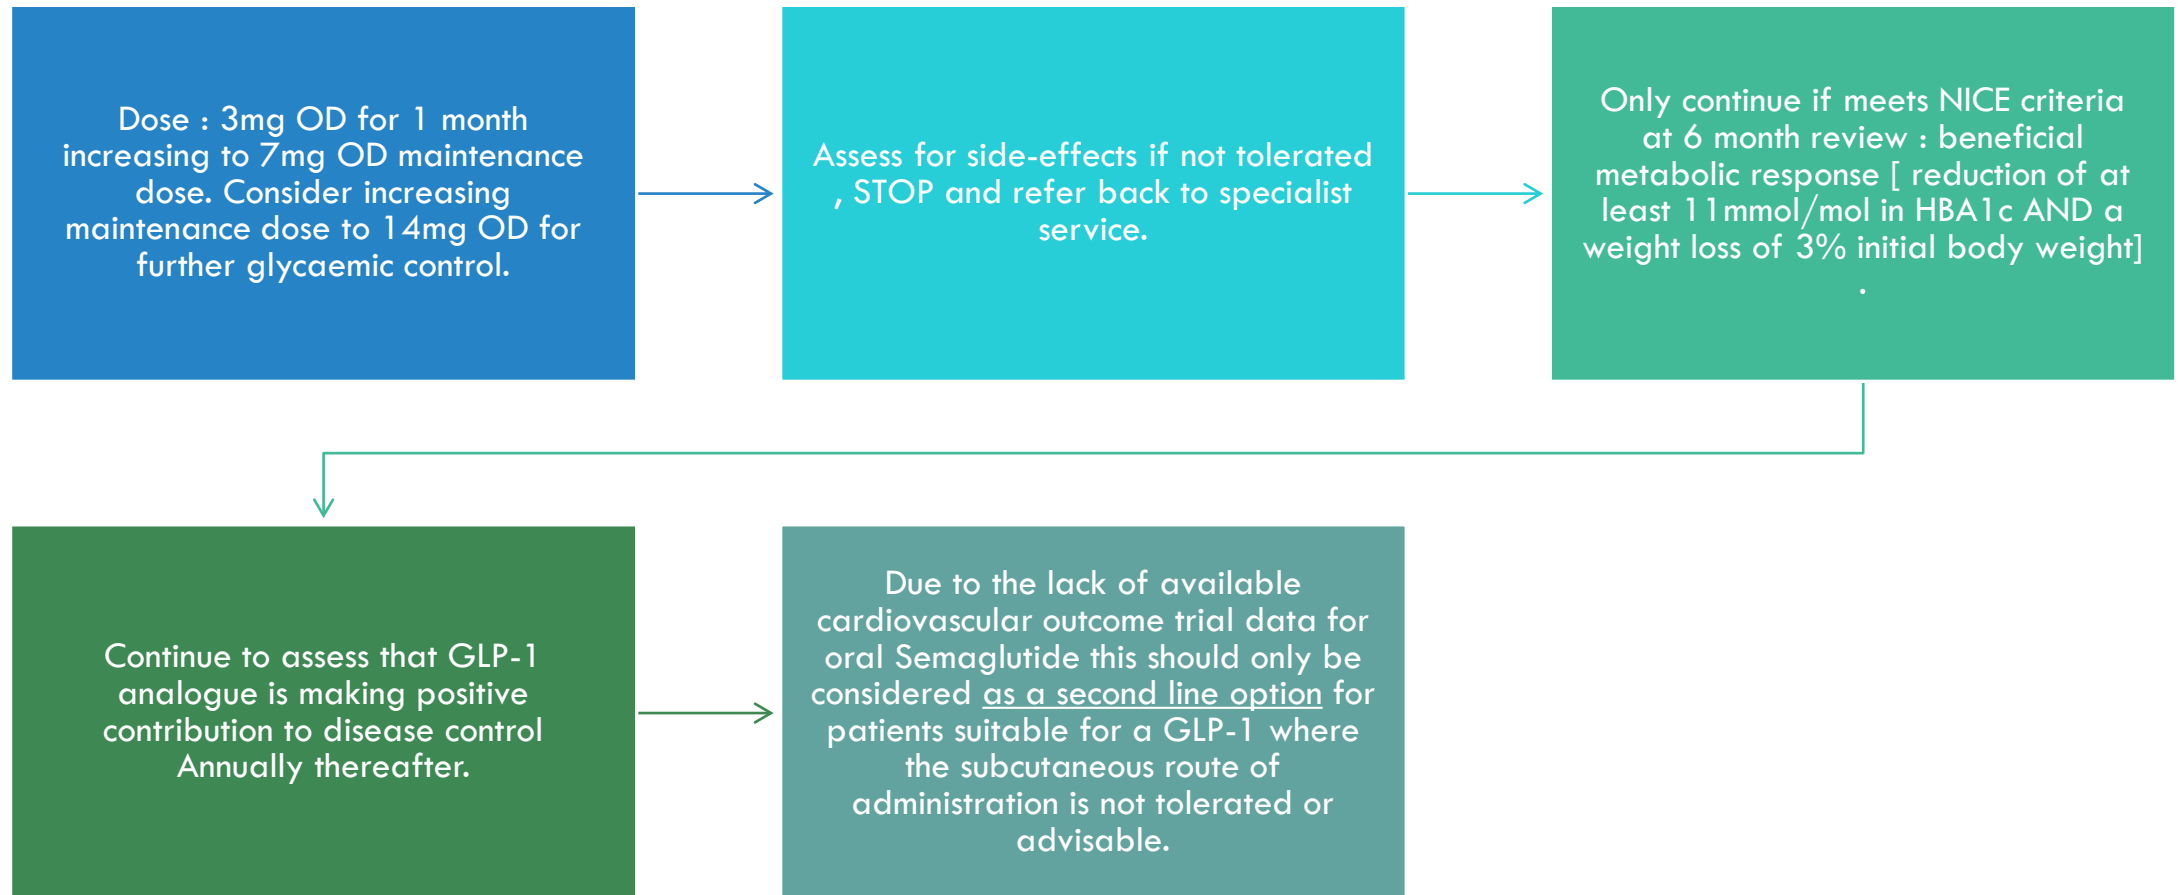 Dose : 3mg OD for 1 month
increasing to 7mg OD maintenance
dose. Consider increasing
maintenance dose to 14mg OD for
further glycaemic control.
Assess for side-effects if not tolerated
, STOP and refer back to specialist
service.
Only continue if meets NICE criteria
at 6 month review : beneficial
metabolic response [ reduction of at
least 11mmol/mol in HBA1c AND a
weight loss of 3% initial body weight]
.
Continue to assess that GLP-1
analogue is making positive
contribution to disease control
Annually thereafter.
Due to the lack of available
cardiovascular outcome trial data for
oral Semaglutide this should only be
considered as a second line option for
patients suitable for a GLP-1 where
the subcutaneous route of
administration is not tolerated or
advisable.